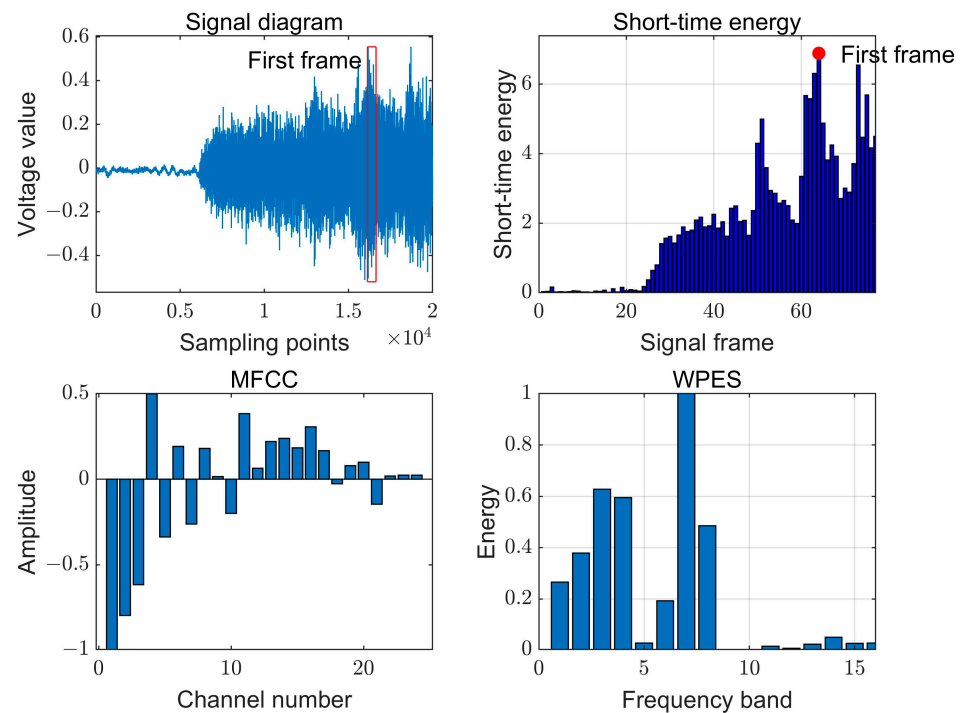 Signal diagram
First frame
Voltage value
0.6
0.4
0.2
0
−0.2
−0.4
0
0.5
1
1.5
2
×10⁴
Sampling points
Short-time energy
First frame
Short-time energy
6
4
2
0
0
20
40
60
Signal frame
MFCC
Amplitude
0.5
0
−0.5
−1
0
10
20
Channel number
WPES
Energy
1
0.8
0.6
0.4
0.2
0
0
5
10
15
Frequency band